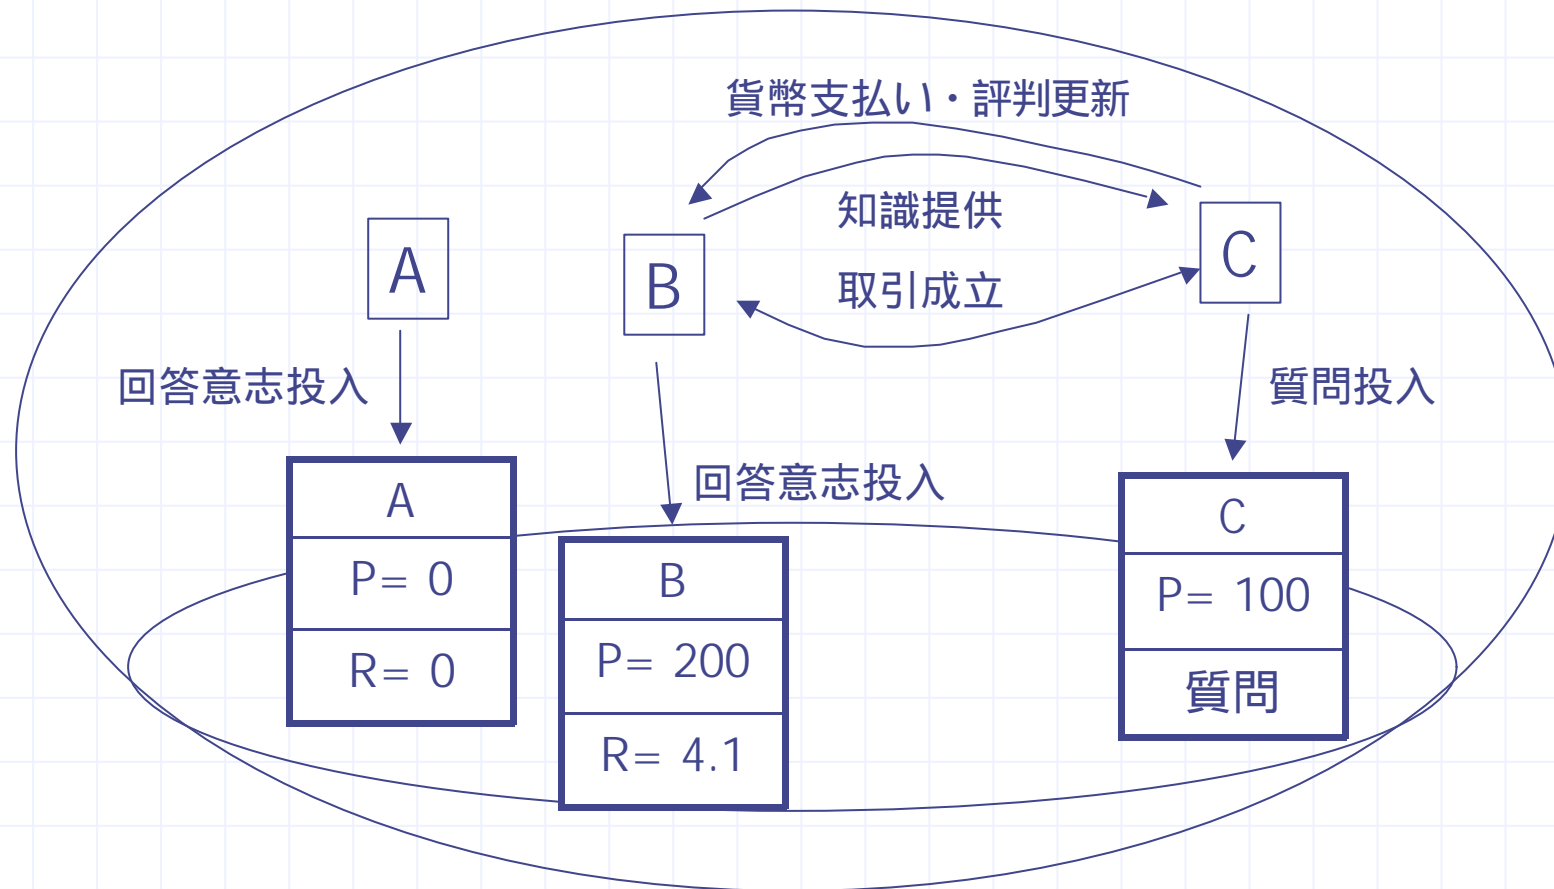 貨幣支払い・評判更新
知識提供
取引成立
A
B
C
回答意志投入
質問投入
回答意志投入
A
P= 0
R= 0
B
P= 200
R= 4.1
C
P= 100
質問